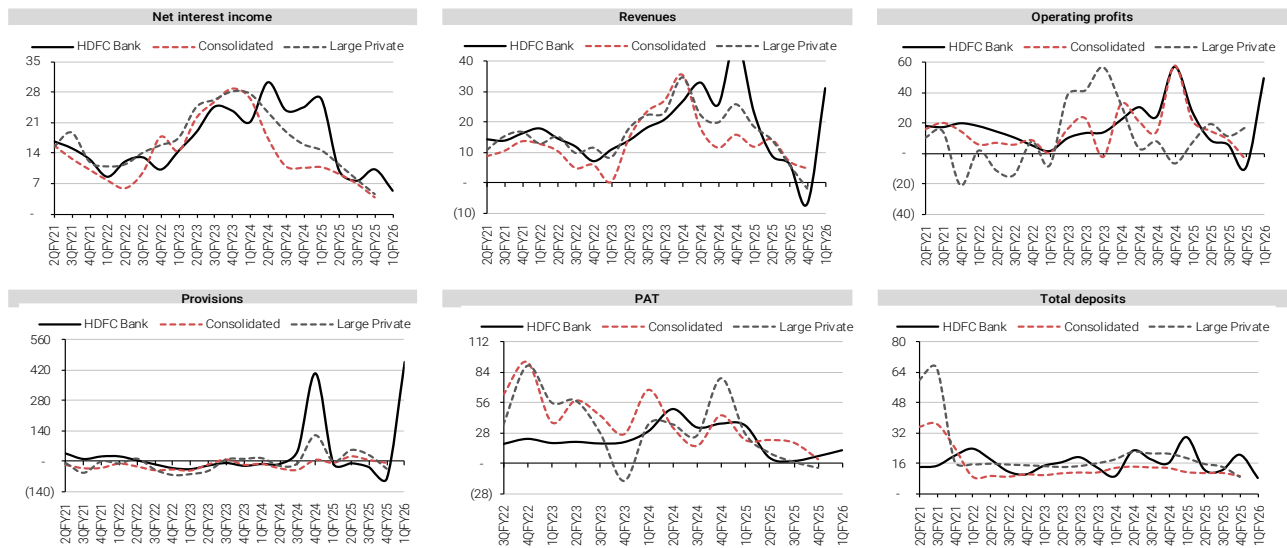 Net interest income
HDFC Bank Consolidated Large Private
35
28
21
14
7
-
2QFY21 3QFY21 4QFY21 1QFY22 2QFY22 3QFY22 4QFY22 1QFY23 2QFY23 3QFY23 4QFY23 1QFY24 2QFY24 3QFY24 4QFY24 1QFY25 2QFY25 3QFY25 4QFY25 1QFY26
Revenues
HDFC Bank Consolidated Large Private
40
30
20
10
-
(10)
2QFY21 3QFY21 4QFY21 1QFY22 2QFY22 3QFY22 4QFY22 1QFY23 2QFY23 3QFY23 4QFY23 1QFY24 2QFY24 3QFY24 4QFY24 1QFY25 2QFY25 3QFY25 4QFY25 1QFY26
Operating profits
HDFC Bank Consolidated Large Private
60
40
20
-
(20)
(40)
2QFY21 3QFY21 4QFY21 1QFY22 2QFY22 3QFY22 4QFY22 1QFY23 2QFY23 3QFY23 4QFY23 1QFY24 2QFY24 3QFY24 4QFY24 1QFY25 2QFY25 3QFY25 4QFY25 1QFY26
Provisions
HDFC Bank Consolidated Large Private
560
420
280
140
-
(140)
2QFY21 3QFY21 4QFY21 1QFY22 2QFY22 3QFY22 4QFY22 1QFY23 2QFY23 3QFY23 4QFY23 1QFY24 2QFY24 3QFY24 4QFY24 1QFY25 2QFY25 3QFY25 4QFY25 1QFY26
PAT
HDFC Bank Consolidated Large Private
112
84
56
28
-
(28)
3QFY22 4QFY22 1QFY23 2QFY23 3QFY23 4QFY23 1QFY24 2QFY24 3QFY24 4QFY24 1QFY25 2QFY25 3QFY25 4QFY25 1QFY26
Total deposits
HDFC Bank Consolidated Large Private
80
64
48
32
16
-
2QFY21 3QFY21 4QFY21 1QFY22 2QFY22 3QFY22 4QFY22 1QFY23 2QFY23 3QFY23 4QFY23 1QFY24 2QFY24 3QFY24 4QFY24 1QFY25 2QFY25 3QFY25 4QFY25 1QFY26